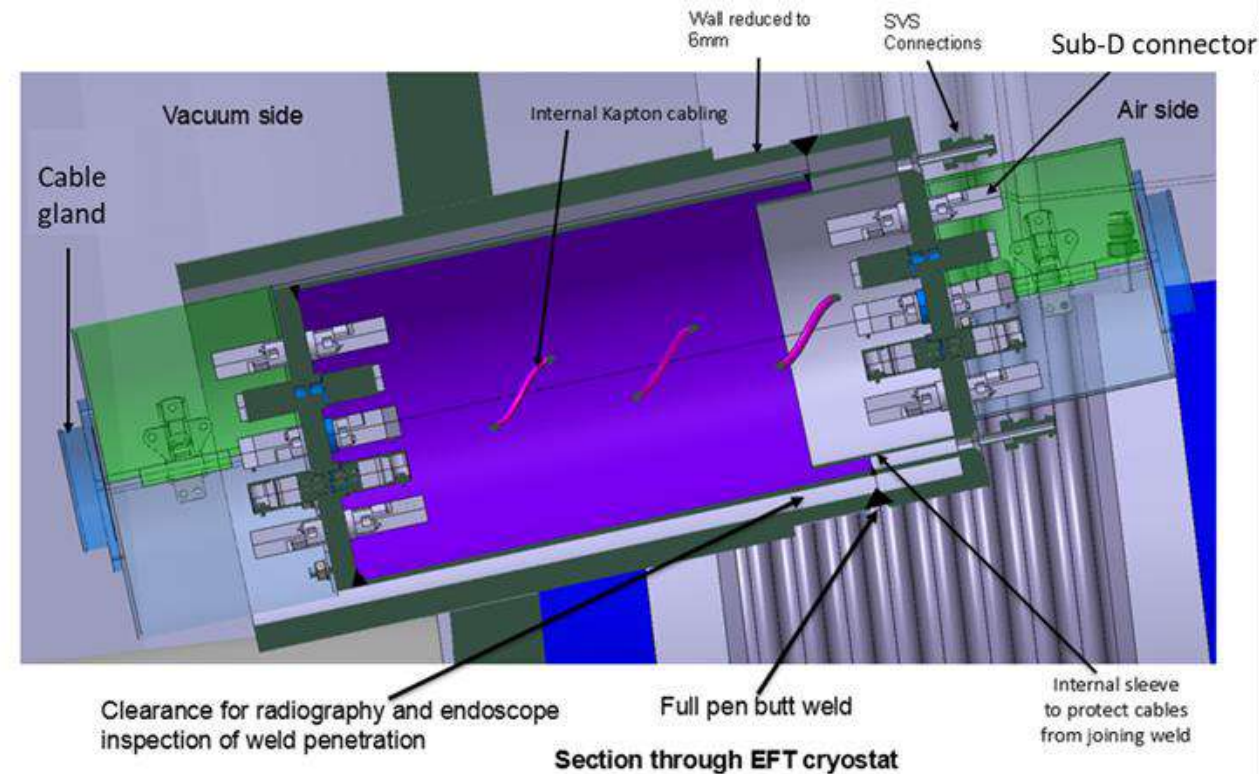 Wall reduced to
6mm
SVS
Connections
Sub-D connector
Vacuum side
Internal Kapton cabling
Air side
Cable
gland
Clearance for radiography and endoscope
inspection of weld penetration
Full pen butt weld
Internal sleeve
to protect cables
from joining weld
Section through EFT cryostat